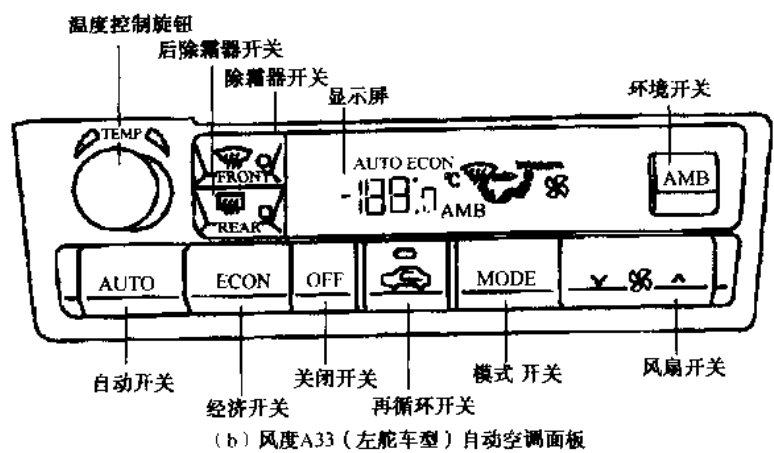 温度控制旋钮
后除霜器开关
除霜器开关
显示屏
环境开关
TEMP
FRONT
REAR
AUTO ECON
℃
AMB
AMB
AUTO
ECON
OFF
MODE
自动开关
经济开关
关闭开关
再循环开关
模式 开关
风扇开关
(b) 风度A33(左舵车型)自动空调面板